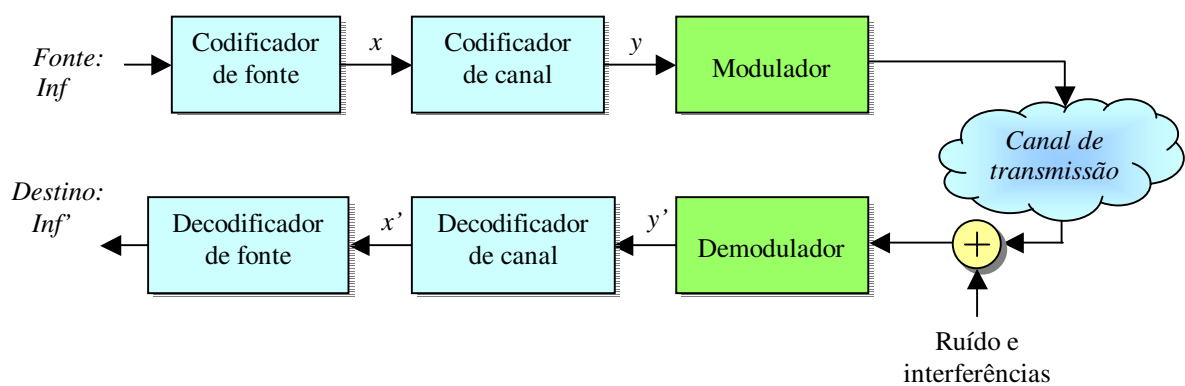 Fonte:
Inf
Codificador
de fonte
x
Codificador
de canal
y
Modulador
Canal de
transmissão
Destino:
Inf’
Decodificador
de fonte
x’
Decodificador
de canal
y’
Demodulador
+
Ruído e
interferências